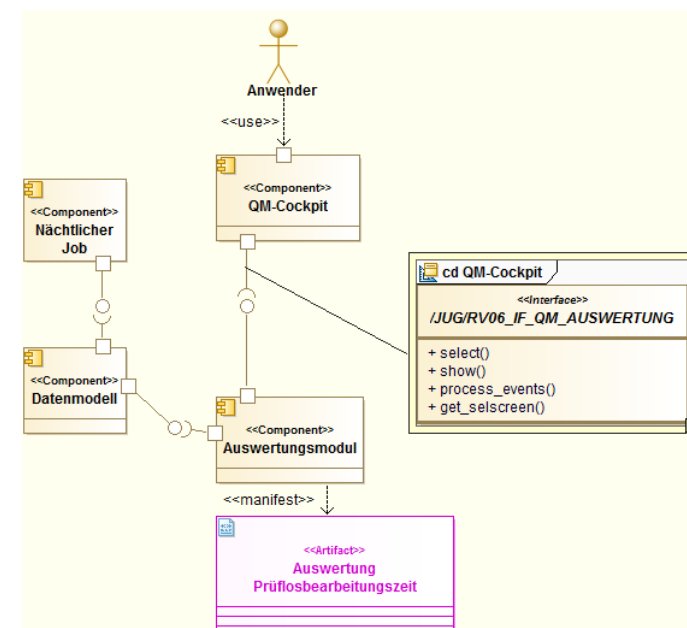 Anwender
<<use>>
<<Component>>
QM-Cockpit
<<Component>>
Nächtlicher
Job
cd QM-Cockpit
<<Interface>>
/JUG/RV06_IF_QM_AUSWERTUNG
+ select()
+ show()
+ process_events()
+ get_selscreen()
<<Component>>
Datenmodell
<<Component>>
Auswertungsmodul
<<manifest>>
<<Artifact>>
Auswertung
Prüflosbearbeitungszeit